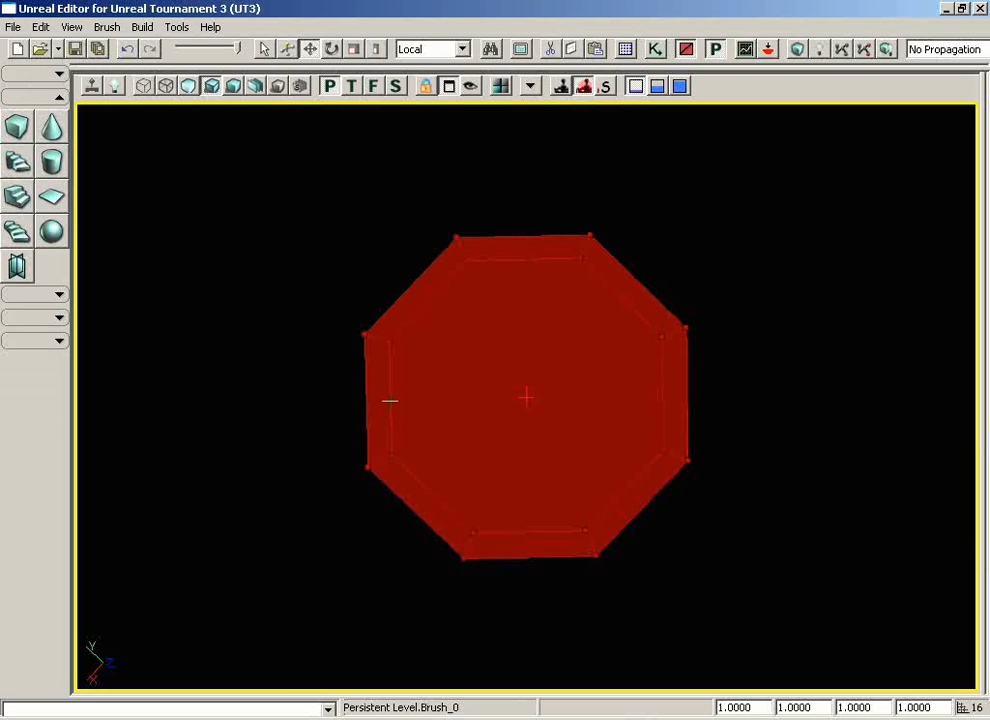 Unreal Editor for Unreal Tournament 3 (UT3)
File Edit View Brush Build Tools Help
Local
K
P
No Propagation
P T F S
S
Y
Z
X
Persistent Level.Brush_0
1.0000 1.0000 1.0000 1.0000 16